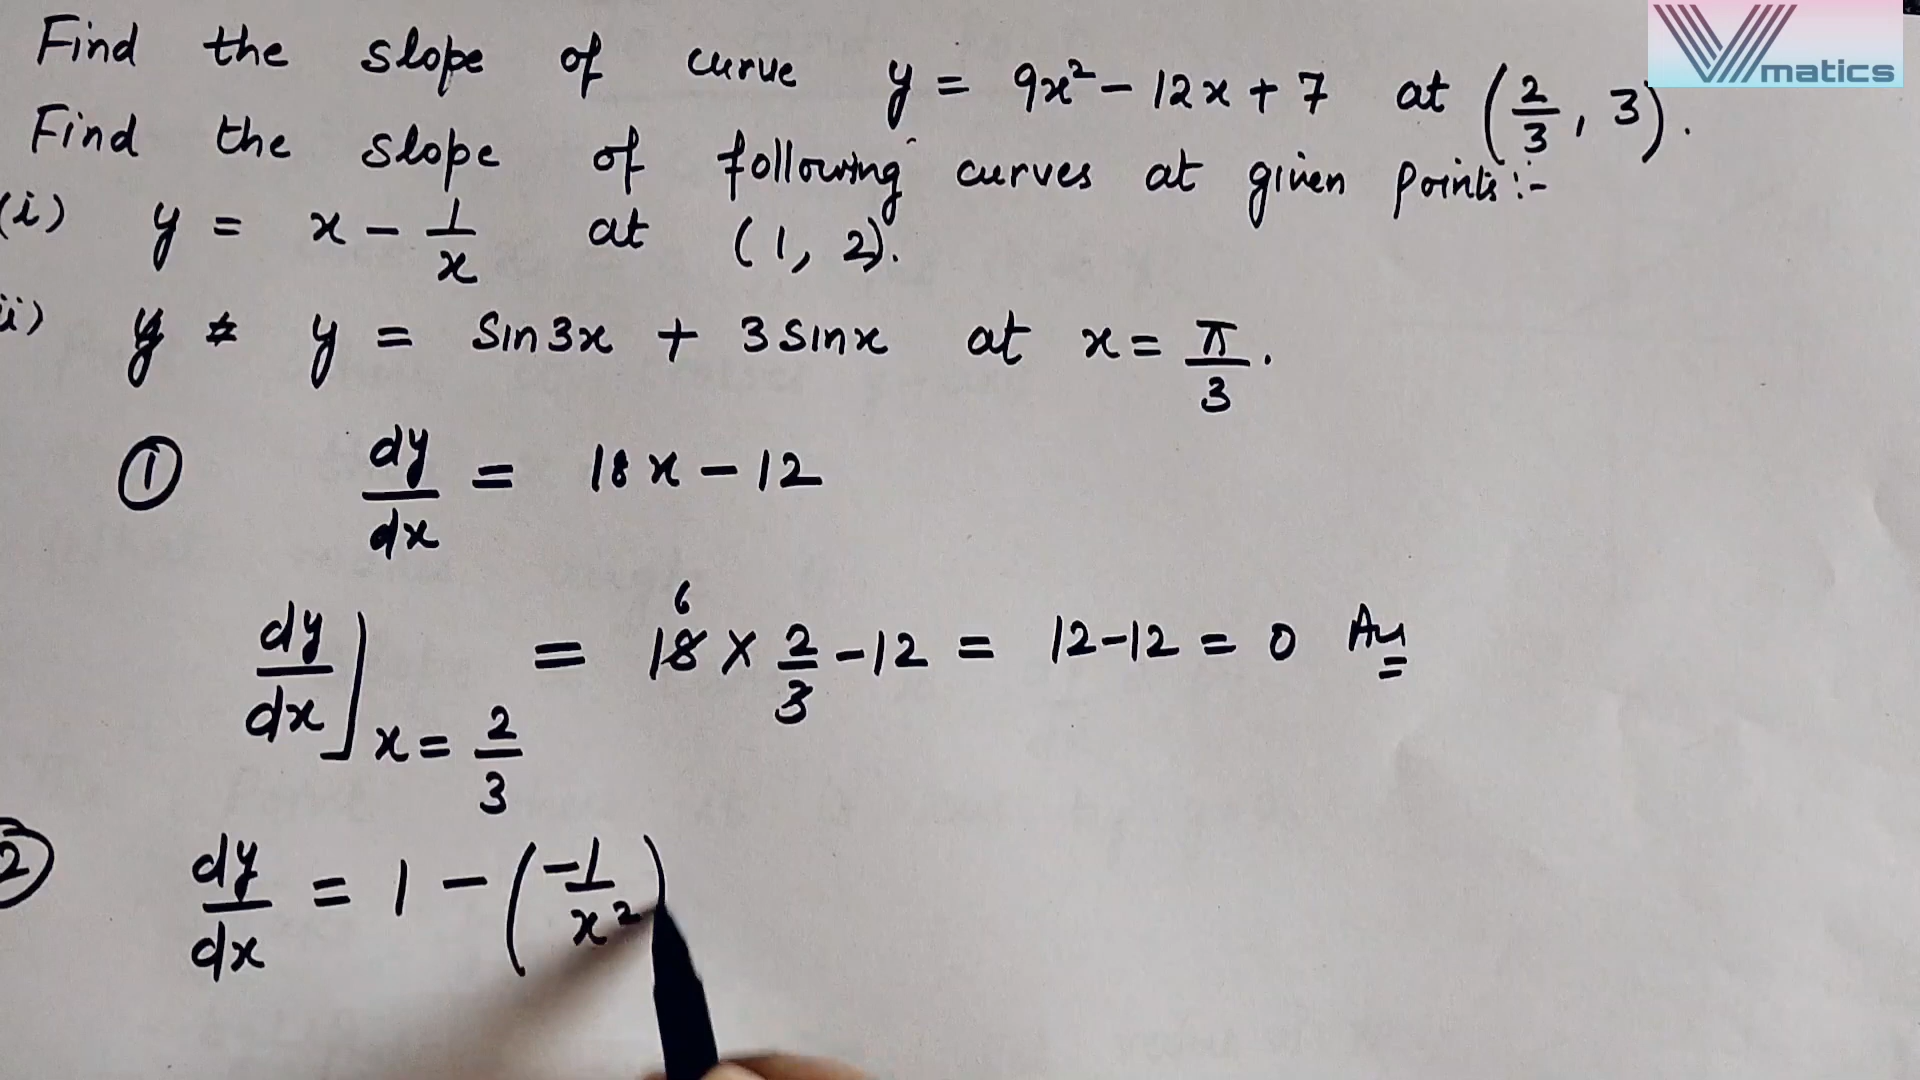 Vmatics
Find the slope of curve y = 9x² - 12x + 7 at (2/3, 3).
Find the slope of following curves at given points:-
(i) y = x - 1/x at (1, 2).
ii) y = sin3x + 3sinx at x = π/3.
① dy/dx = 18x - 12
dy/dx]x = 2/3 = 18 × 2/3 - 12 = 12 - 12 = 0 An
6
② dy/dx = 1 - (-1/x²)